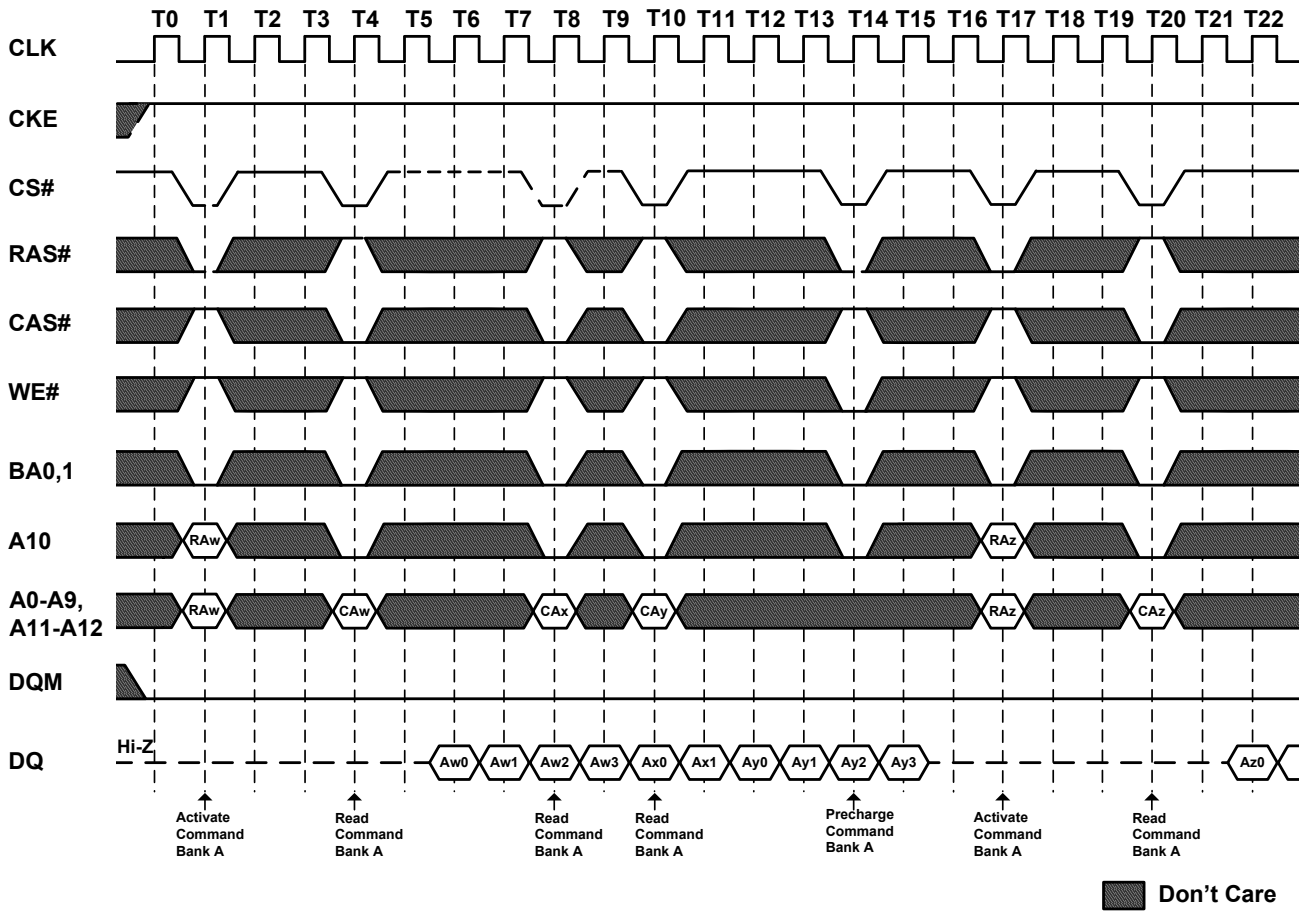 T0 T1 T2 T3 T4 T5 T6 T7 T8 T9 T10 T11 T12 T13 T14 T15 T16 T17 T18 T19 T20 T21 T22
CLK
CKE
CS#
RAS#
CAS#
WE#
BA0,1
A10
RAw RAz
A0-A9,
A11-A12
RAw CAw CAx CAy RAz CAz
DQM
DQ
Hi-Z
Aw0 Aw1 Aw2 Aw3 Ax0 Ax1 Ay0 Ay1 Ay2 Ay3 Az0
Activate
Command
Bank A
Read
Command
Bank A
Read
Command
Bank A
Read
Command
Bank A
Precharge
Command
Bank A
Activate
Command
Bank A
Read
Command
Bank A
Don't Care